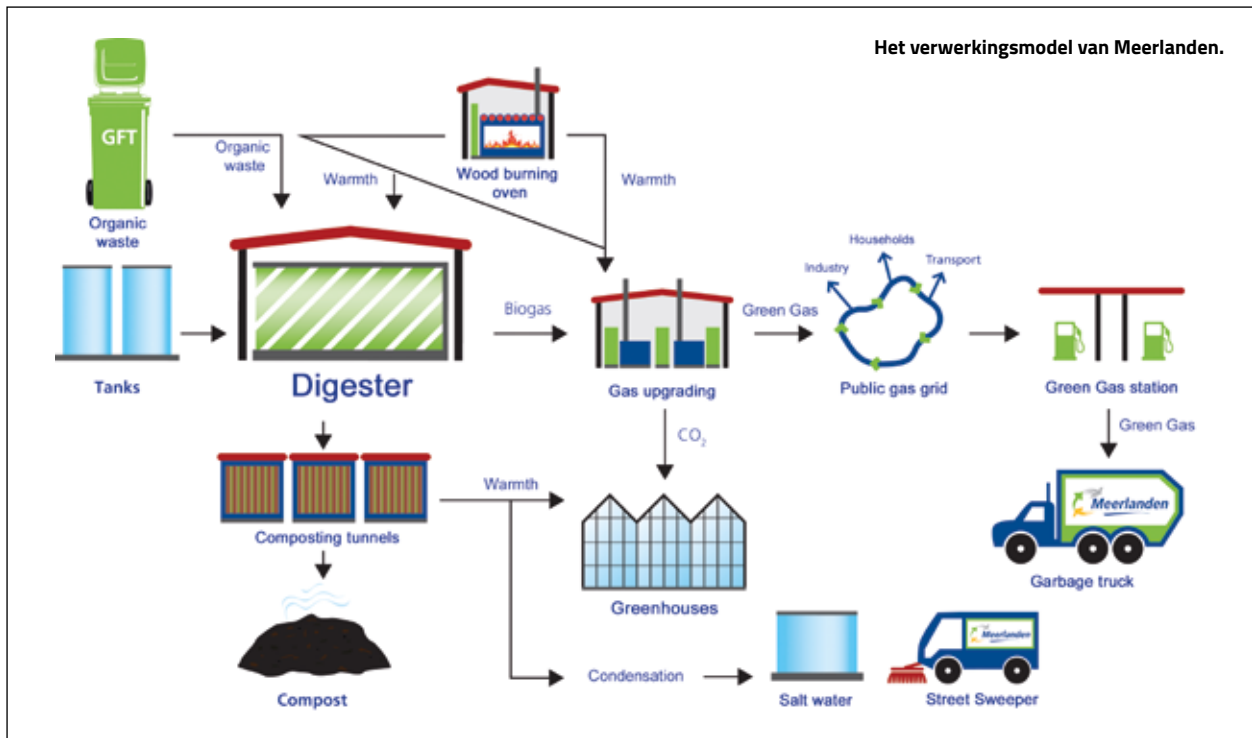 Het verwerkingsmodel van Meerlanden.
GFT
Organic
waste
Organic
waste
Warmth
Wood burning
oven
Warmth
Tanks
Digester
Biogas
Gas upgrading
Green Gas
Industry
Households
Transport
Public gas grid
Green Gas station
Green Gas
CO₂
Composting tunnels
Warmth
Greenhouses
Meerlanden
Garbage truck
Compost
Condensation
Salt water
Meerlanden
Street Sweeper